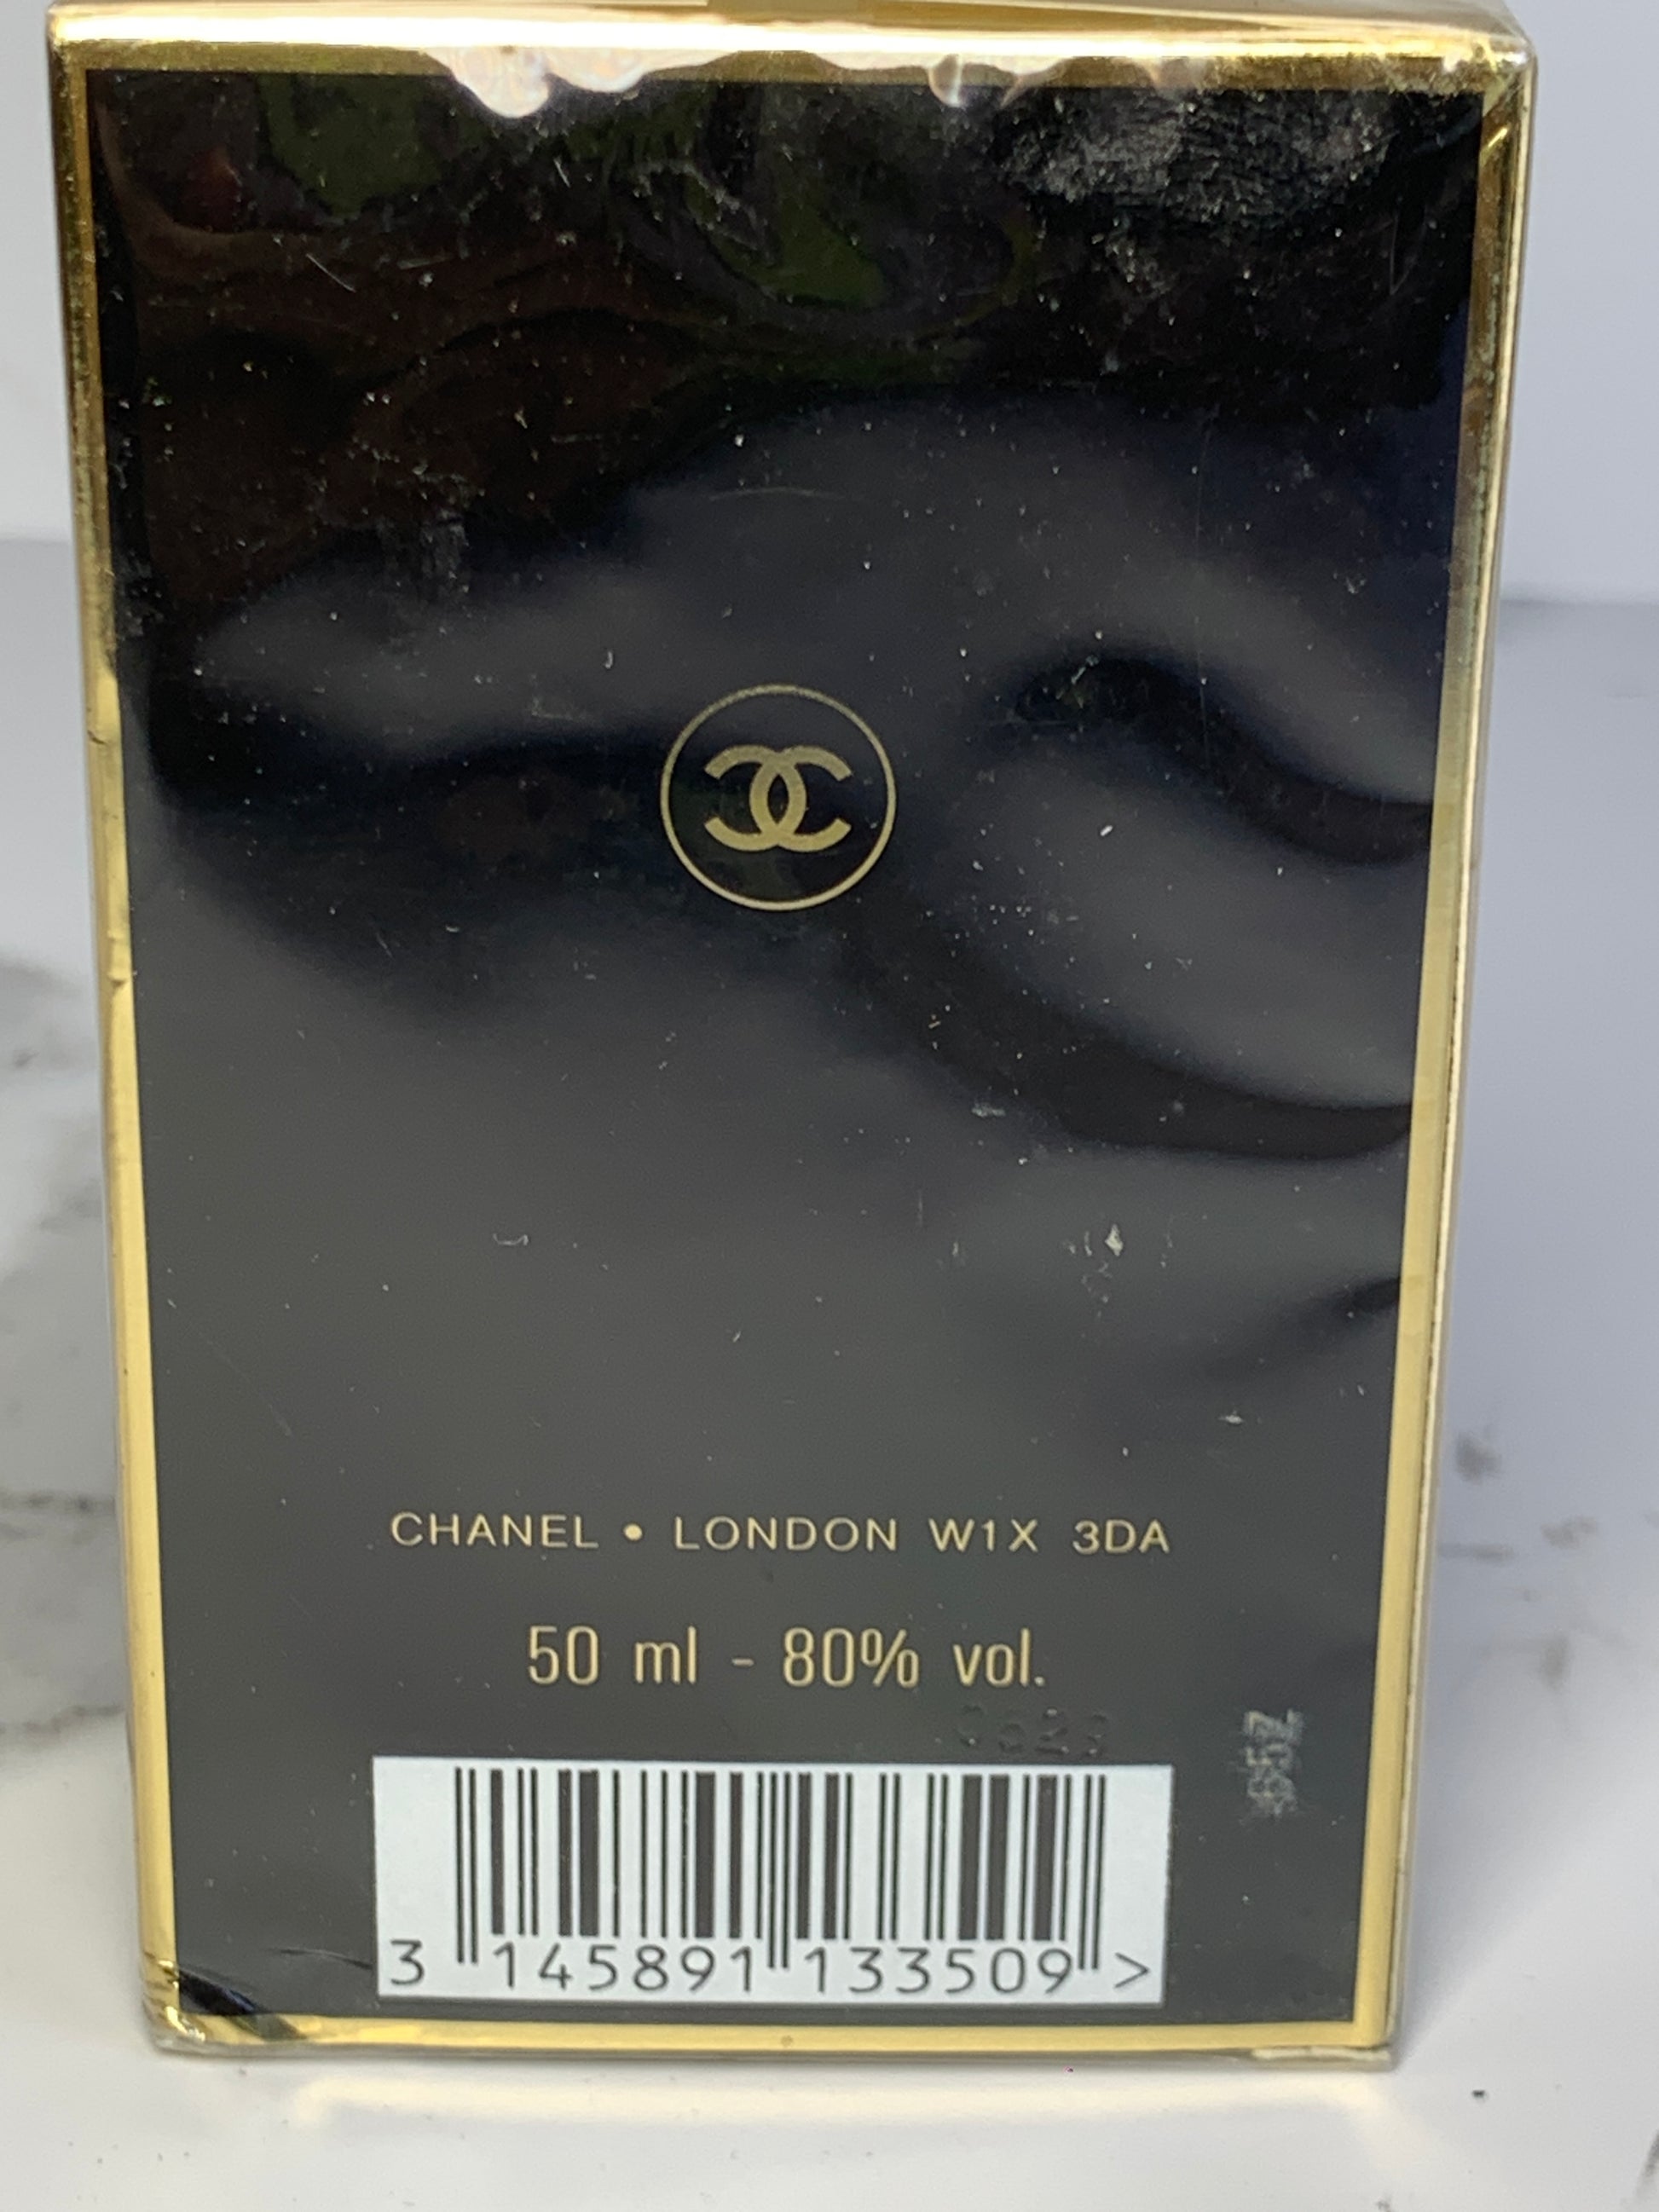 CHANEL • LONDON W1X 3DA
50 ml - 80% vol.
3 145891 133509 >